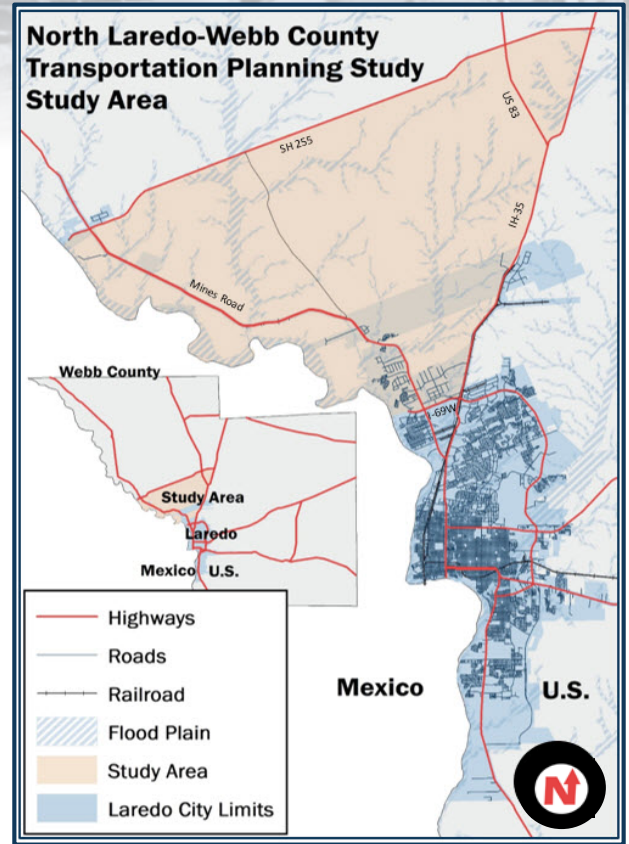 North Laredo-Webb County
Transportation Planning Study
Study Area
US 83
SH 255
IH-35
Mines Road
I-69W
Webb County
Study Area
Laredo
Mexico U.S.
Highways
Roads
Railroad
Flood Plain
Study Area
Laredo City Limits
Mexico
U.S.
N